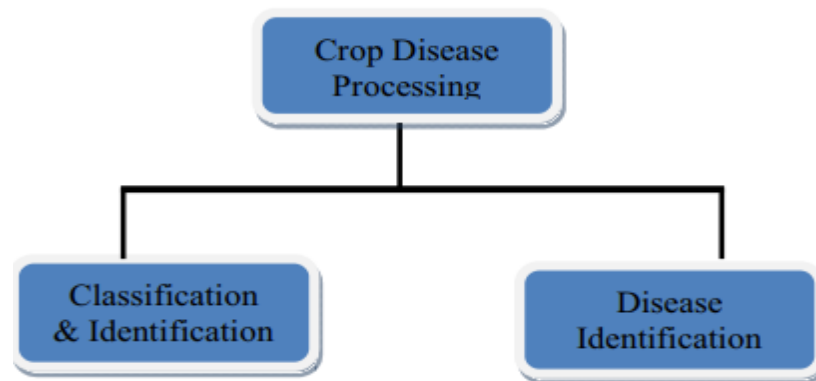 Crop Disease
Processing
Classification
& Identification
Disease
Identification